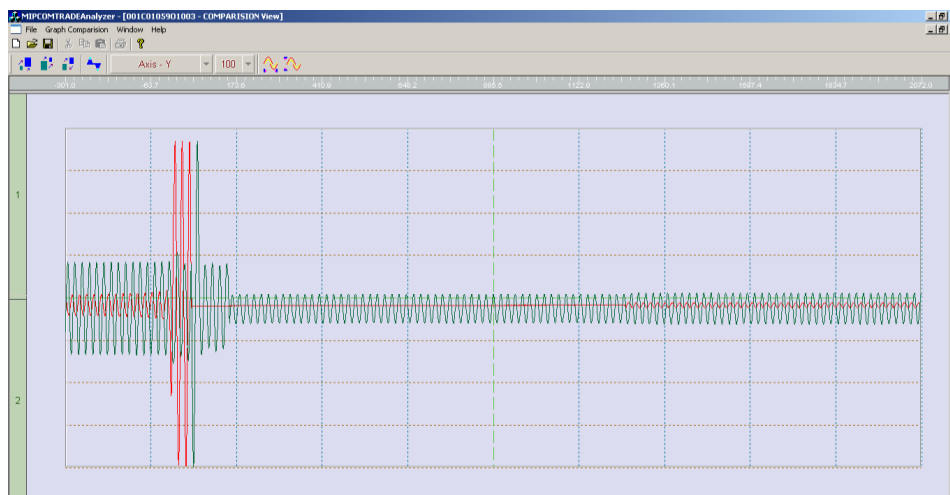 MIPCOMTRADEAnalyzer - [001C0105901003 - COMPARISION View]
File Graph Comparision Window Help
Axis - Y 100
-301.0 -63.7 173.6 410.9 648.2 885.5 1122.8 1360.1 1597.4 1834.7 2072.0
1
2